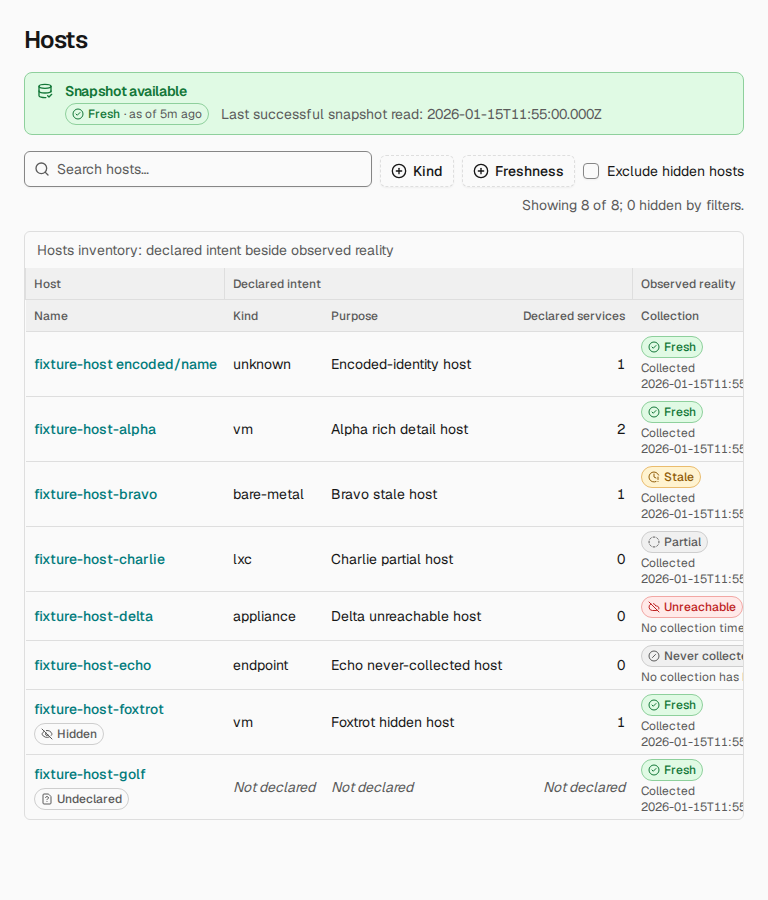 Hosts
Snapshot available
Fresh · as of 5m ago Last successful snapshot read: 2026-01-15T11:55:00.000Z
Search hosts… Kind Freshness Exclude hidden hosts
Showing 8 of 8; 0 hidden by filters.
Hosts inventory: declared intent beside observed reality
Host Declared intent Observed reality
Name Kind Purpose Declared services Collection
fixture-host encoded/name unknown Encoded-identity host 1 Fresh
Collected
2026-01-15T11:55
fixture-host-alpha vm Alpha rich detail host 2 Fresh
Collected
2026-01-15T11:55
fixture-host-bravo bare-metal Bravo stale host 1 Stale
Collected
2026-01-15T11:55
fixture-host-charlie lxc Charlie partial host 0 Partial
Collected
2026-01-15T11:55
fixture-host-delta appliance Delta unreachable host 0 Unreachable
No collection time
fixture-host-echo endpoint Echo never-collected host 0 Never collecte
No collection has
fixture-host-foxtrot
Hidden
vm Foxtrot hidden host 1 Fresh
Collected
2026-01-15T11:55
fixture-host-golf
Undeclared
Not declared Not declared Not declared Fresh
Collected
2026-01-15T11:55